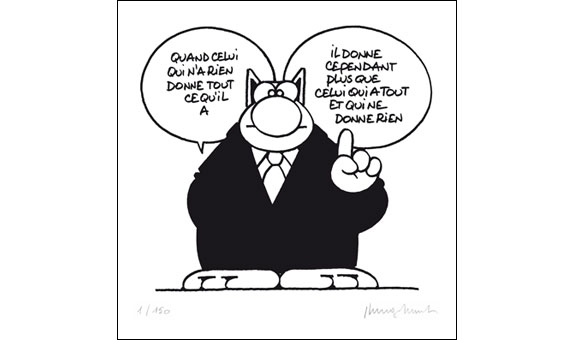 QUAND CELUI
QUI N'A RIEN
DONNE TOUT
CE QU'IL
A
IL DONNE
CEPENDANT
PLUS QUE
CELUI QUI A TOUT
ET QUI NE
DONNE RIEN
1/150